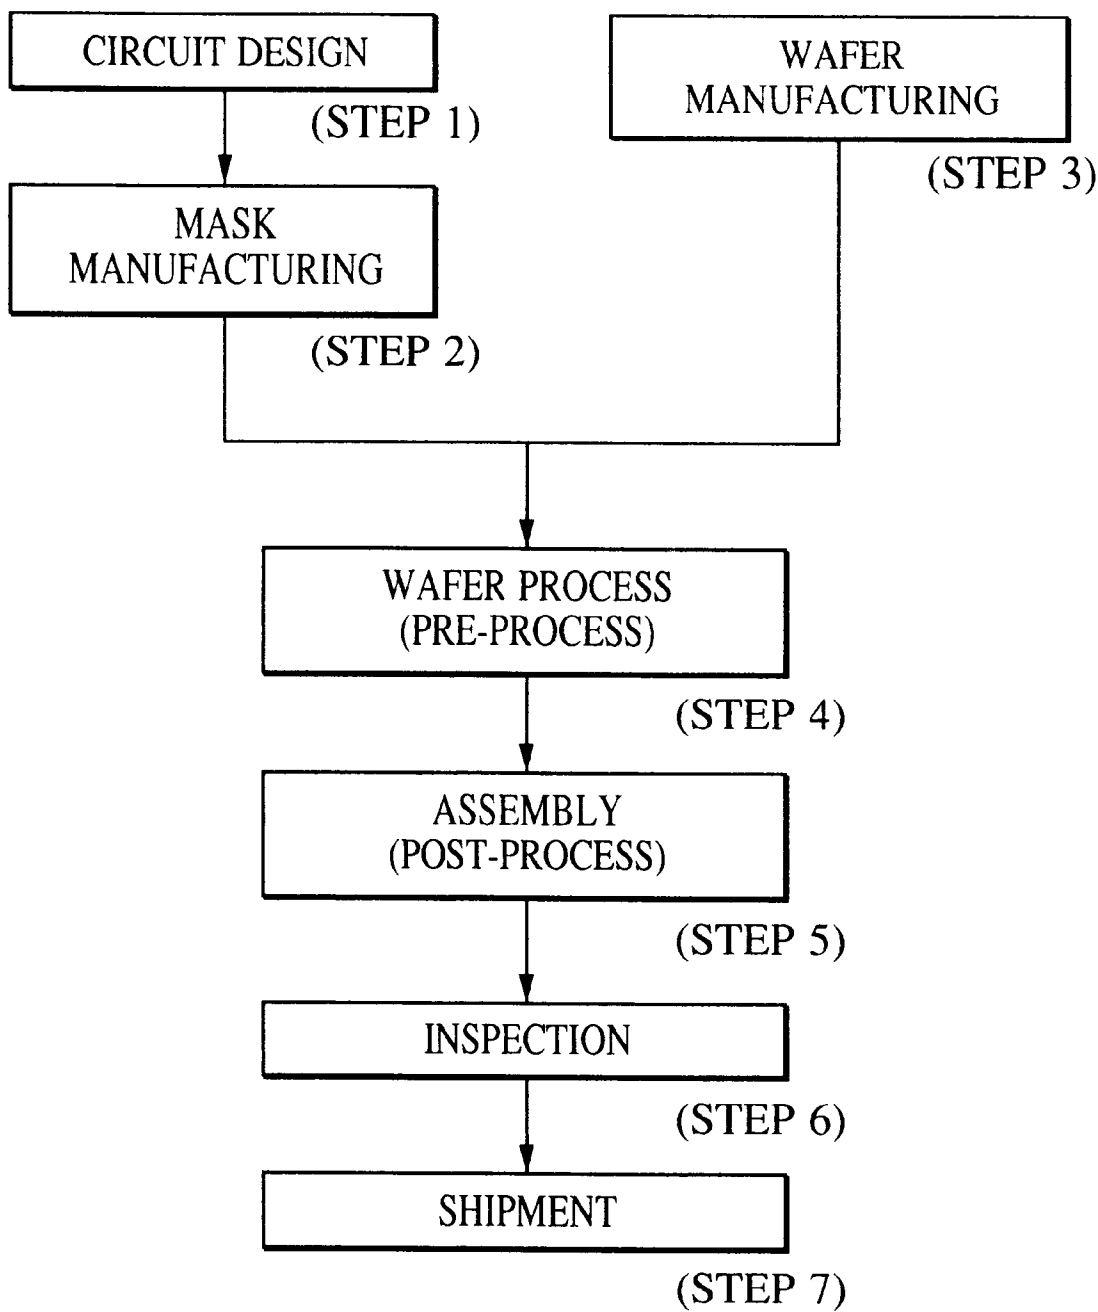 CIRCUIT DESIGN
(STEP 1)
MASK
MANUFACTURING
(STEP 2)
WAFER
MANUFACTURING
(STEP 3)
WAFER PROCESS
(PRE-PROCESS)
(STEP 4)
ASSEMBLY
(POST-PROCESS)
(STEP 5)
INSPECTION
(STEP 6)
SHIPMENT
(STEP 7)